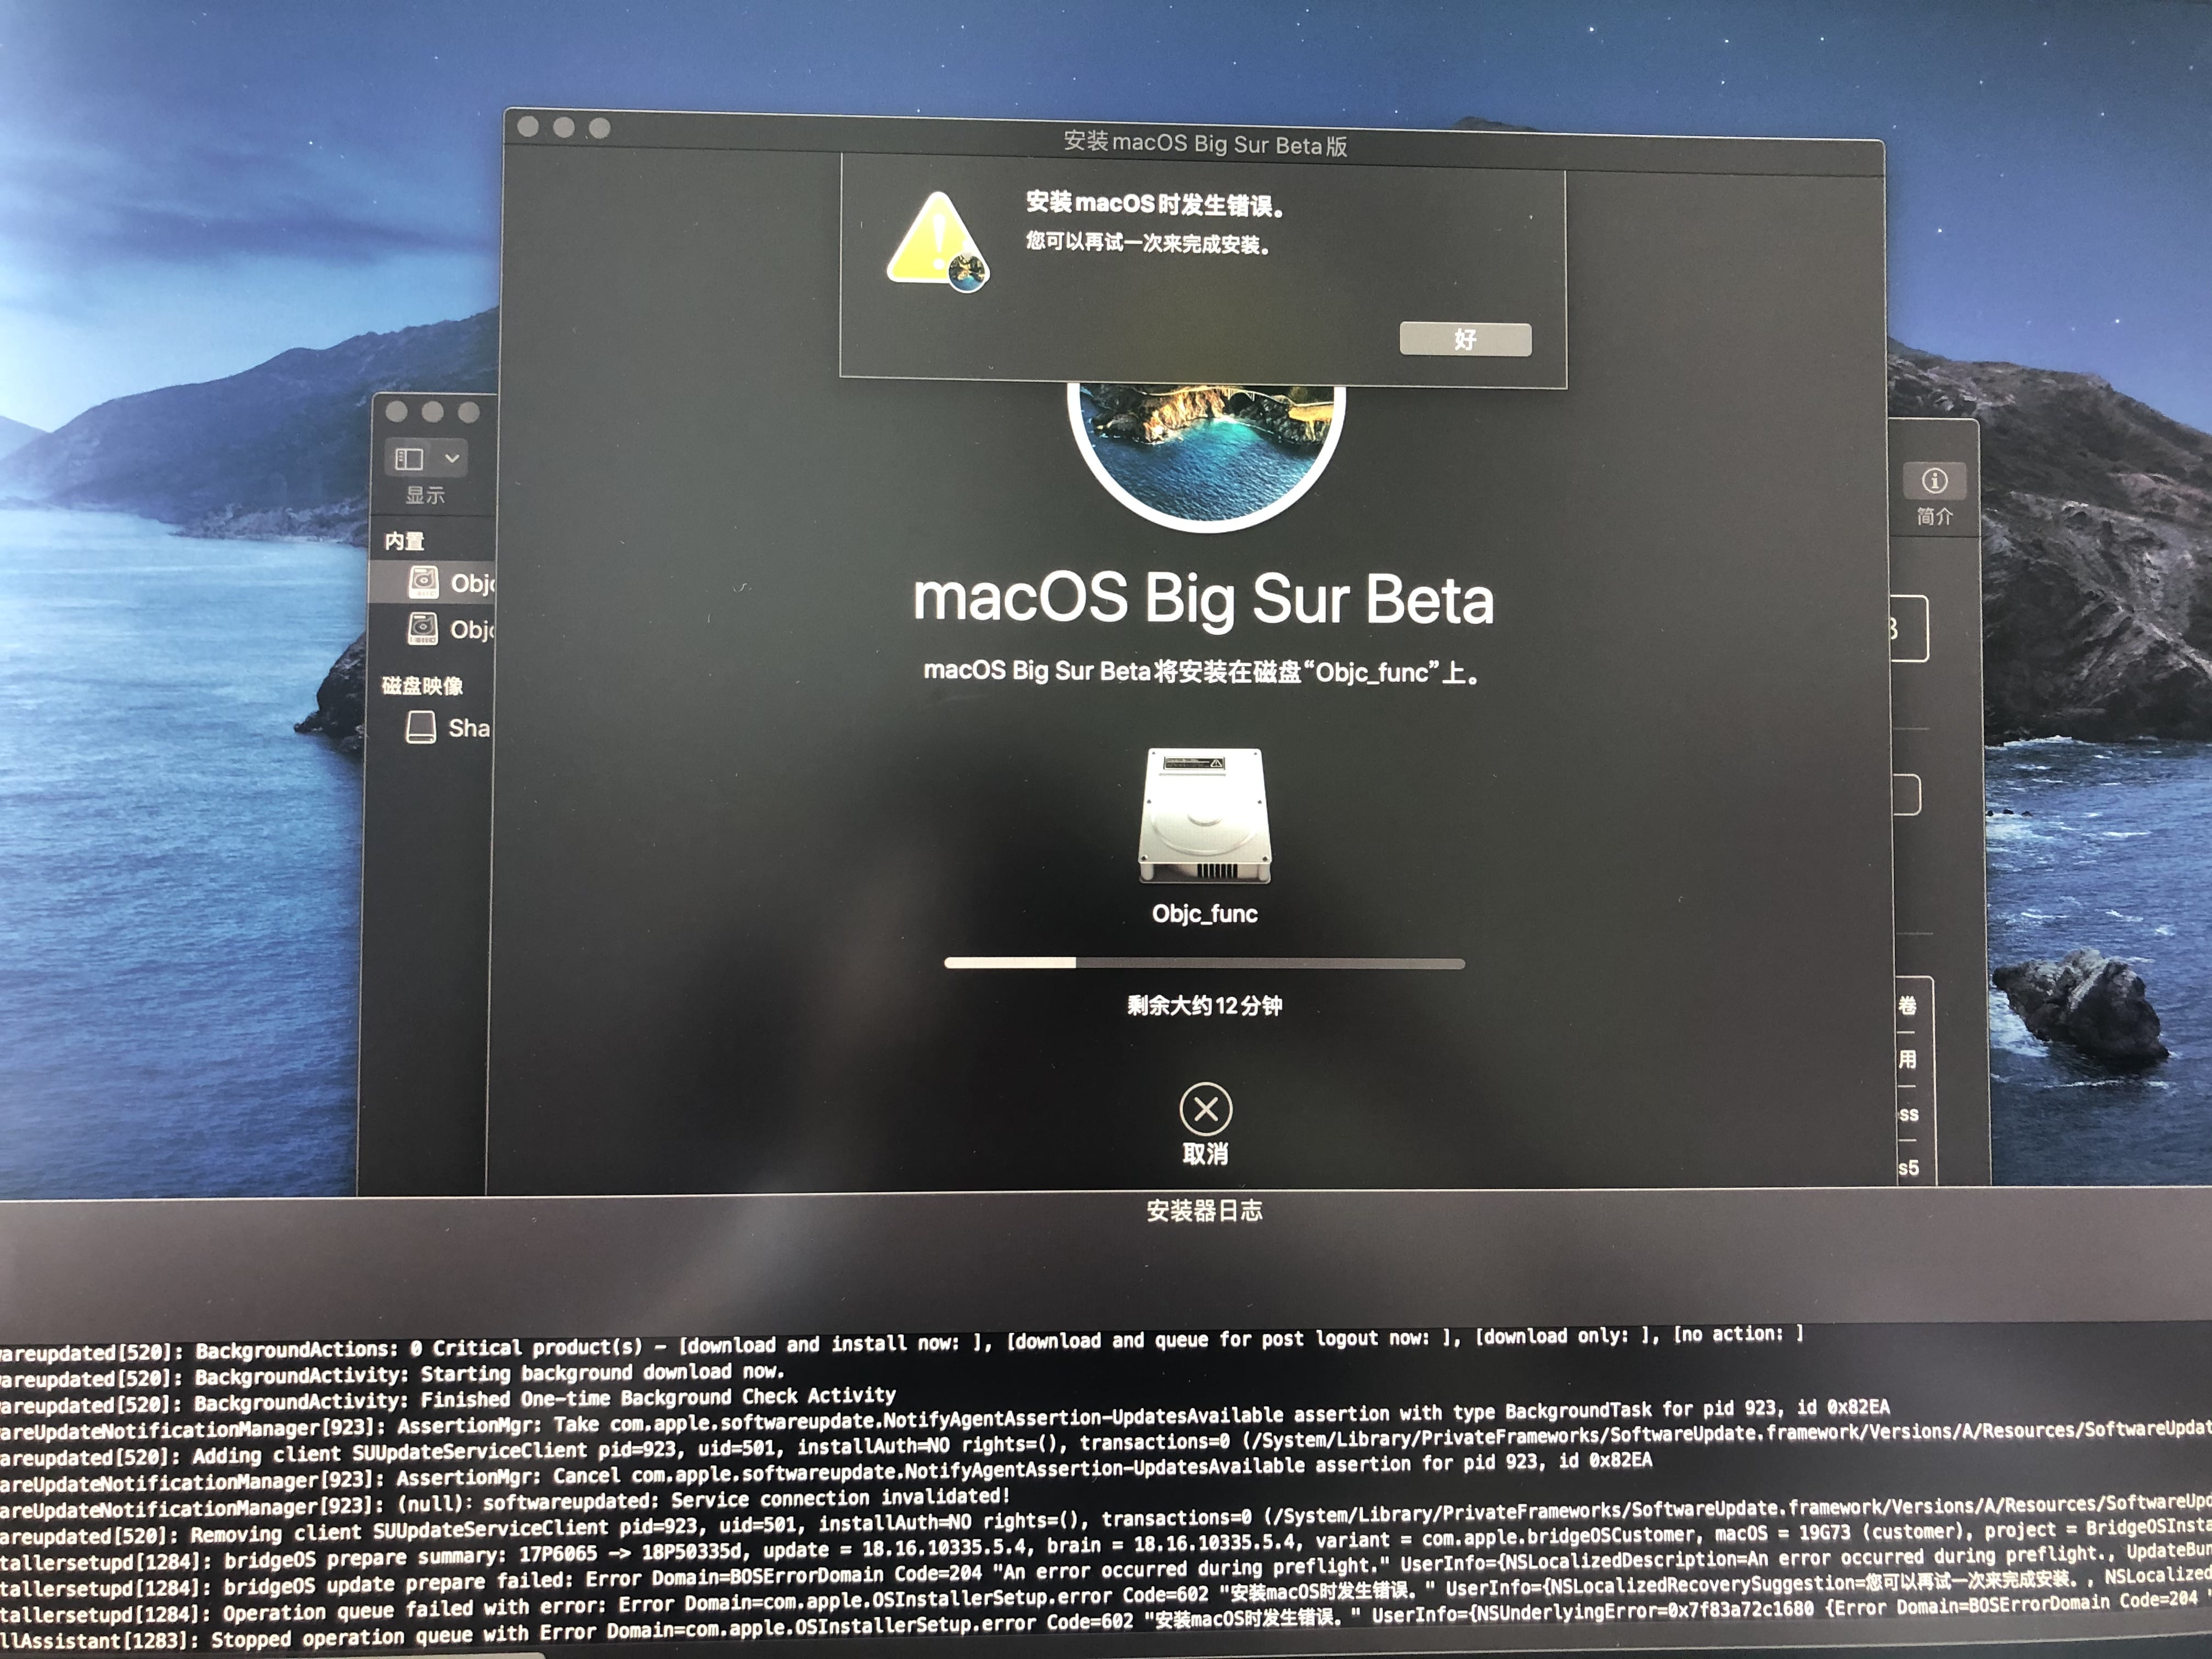 安装macOS Big Sur Beta版
安装macOS时发生错误。
您可以再试一次来完成安装。
好
显示
简介
内置
Objc
Objc
磁盘映像
Sha
macOS Big Sur Beta
macOS Big Sur Beta将安装在磁盘“Objc_func”上。
Objc_func
剩余大约12分钟
卷
用
ss
s5
取消
安装器日志
wareupdated[520]: BackgroundActions: 0 Critical product(s) – [download and install now: ], [download and queue for post logout now: ], [download only: ], [no action: ]
areupdated[520]: BackgroundActivity: Starting background download now.
areupdated[520]: BackgroundActivity: Finished One-time Background Check Activity
areUpdateNotificationManager[923]: AssertionMgr: Take com.apple.softwareupdate.NotifyAgentAssertion-UpdatesAvailable assertion with type BackgroundTask for pid 923, id 0x82EA
areupdated[520]: Adding client SUUpdateServiceClient pid=923, uid=501, installAuth=NO rights=(), transactions=0 (/System/Library/PrivateFrameworks/SoftwareUpdate.framework/Versions/A/Resources/SoftwareUpdat
areUpdateNotificationManager[923]: AssertionMgr: Cancel com.apple.softwareupdate.NotifyAgentAssertion-UpdatesAvailable assertion for pid 923, id 0x82EA
areUpdateNotificationManager[923]: (null): softwareupdated: Service connection invalidated!
areupdated[520]: Removing client SUUpdateServiceClient pid=923, uid=501, installAuth=NO rights=(), transactions=0 (/System/Library/PrivateFrameworks/SoftwareUpdate.framework/Versions/A/Resources/SoftwareUpd
tallersetupd[1284]: bridgeOS prepare summary: 17P6065 -> 18P50335d, update = 18.16.10335.5.4, brain = 18.16.10335.5.4, variant = com.apple.bridgeOSCustomer, macOS = 19G73 (customer), project = BridgeOSInsta
tallersetupd[1284]: bridgeOS update prepare failed: Error Domain=BOSErrorDomain Code=204 "An error occurred during preflight." UserInfo={NSLocalizedDescription=An error occurred during preflight., UpdateBun
tallersetupd[1284]: Operation queue failed with error: Error Domain=com.apple.OSInstallerSetup.error Code=602 "安装macOS时发生错误。" UserInfo={NSLocalizedRecoverySuggestion=您可以再试一次来完成安装。, NSLocalized
llAssistant[1283]: Stopped operation queue with Error Domain=com.apple.OSInstallerSetup.error Code=602 "安装macOS时发生错误。" UserInfo={NSUnderlyingError=0x7f83a72c1680 {Error Domain=BOSErrorDomain Code=204